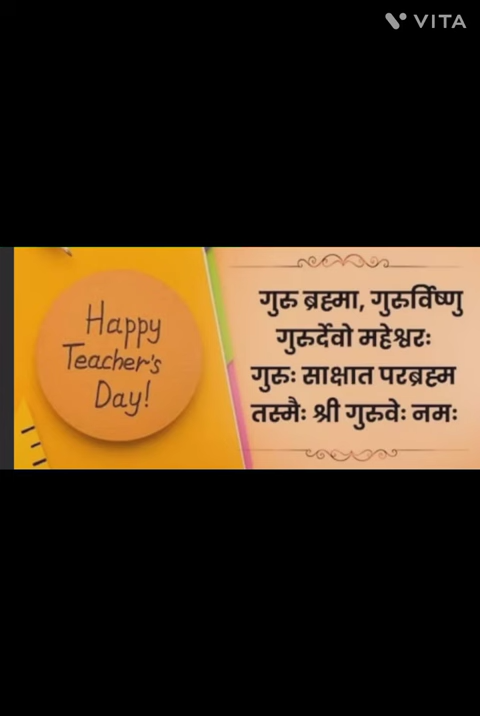 VITA
Happy
Teacher's
Day!
गुरु ब्रह्मा, गुरुर्विष्णु
गुरुर्देवो महेश्वरः
गुरुः साक्षात परब्रह्म
तस्मैः श्री गुरुवेः नमः